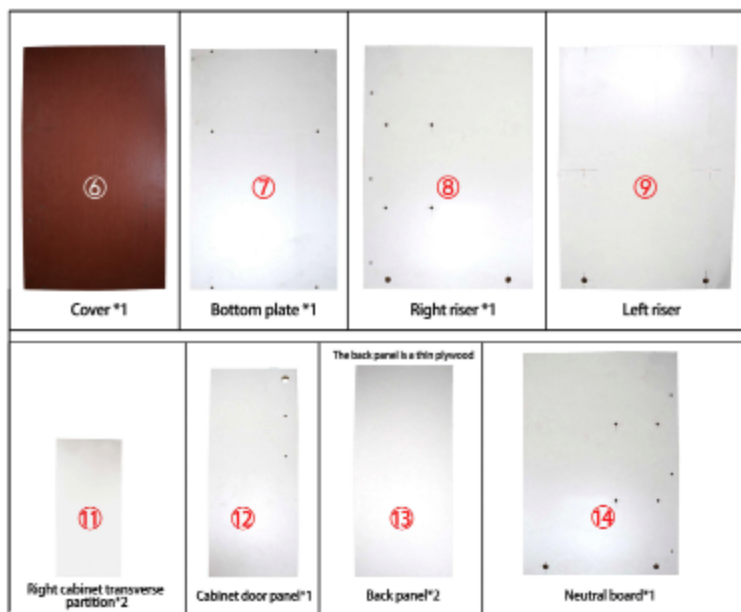 ⑥
⑦
⑧
⑨
Cover *1
Bottom plate *1
Right riser *1
Left riser
The back panel is a thin plywood
⑪
⑫
⑬
⑭
Right cabinet transverse
partition*2
Cabinet door panel*1
Back panel*2
Neutral board*1